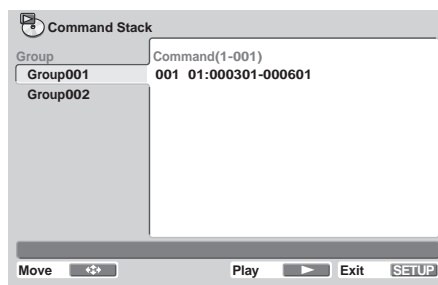 Command Stack
Group
Command(1-001)
Group001
001 01:000301-000601
Group002
Move Play Exit SETUP